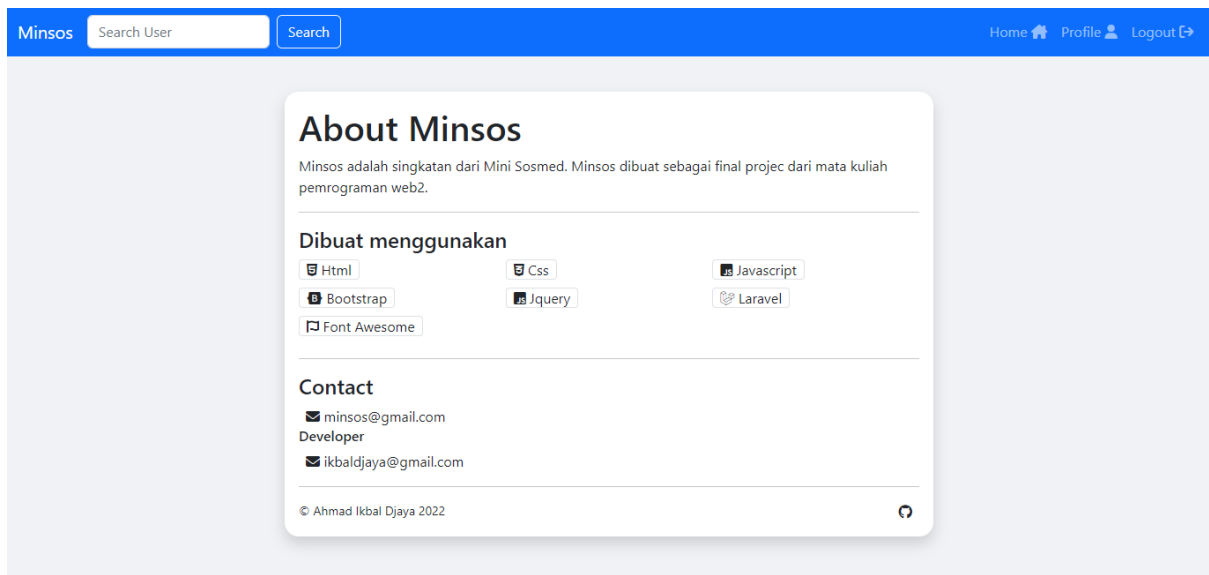 Minsos Search User Search Home Profile Logout
About Minsos
Minsos adalah singkatan dari Mini Sosmed. Minsos dibuat sebagai final projec dari mata kuliah
pemrograman web2.
Dibuat menggunakan
Html Css Javascript
Bootstrap Jquery Laravel
Font Awesome
Contact
minsos@gmail.com
Developer
ikbaldjaya@gmail.com
© Ahmad Ikbal Djaya 2022